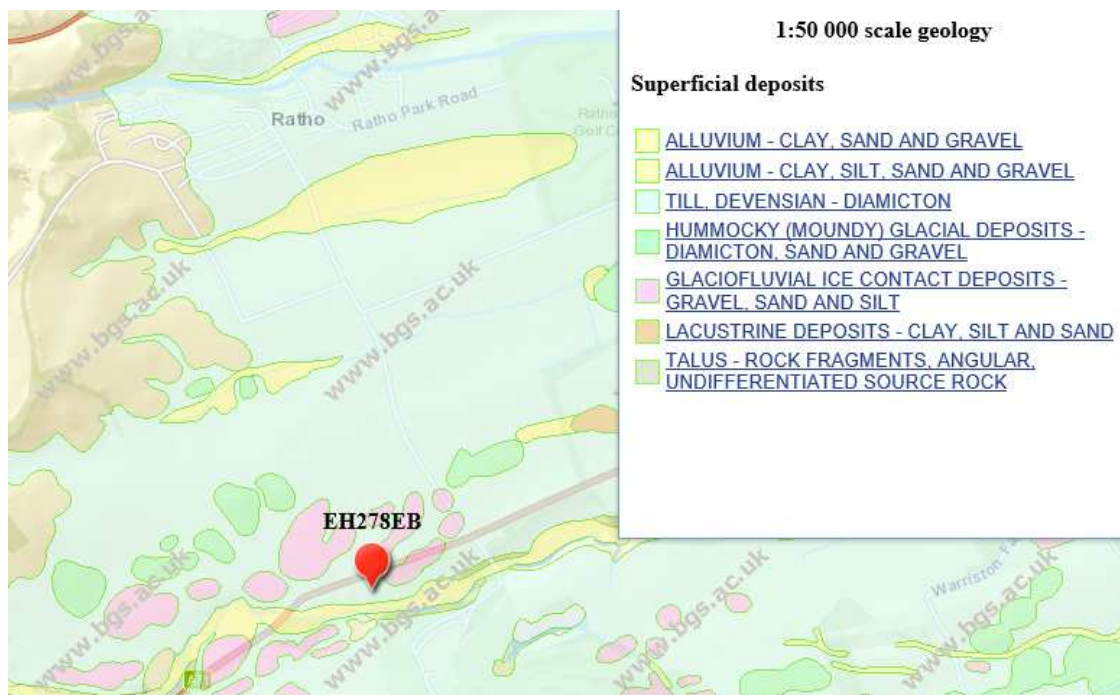 1:50 000 scale geology
Superficial deposits
ALLUVIUM - CLAY, SAND AND GRAVEL
ALLUVIUM - CLAY, SILT, SAND AND GRAVEL
TILL, DEVENSIAN - DIAMICTON
HUMMOCKY (MOUNDY) GLACIAL DEPOSITS -
DIAMICTON, SAND AND GRAVEL
GLACIOFLUVIAL ICE CONTACT DEPOSITS -
GRAVEL, SAND AND SILT
LACUSTRINE DEPOSITS - CLAY, SILT AND SAND
TALUS - ROCK FRAGMENTS, ANGULAR,
UNDIFFERENTIATED SOURCE ROCK
www.bgs.ac.uk
www.bgs.ac.uk
Ratho
Ratho Park Road
Ratho
Golf
www.bgs.ac.uk
www.bgs.ac.uk
EH278EB
www.bgs.ac.uk
www.bgs.ac.uk
www.bgs.ac.uk
www.bgs.ac.uk
Warriston